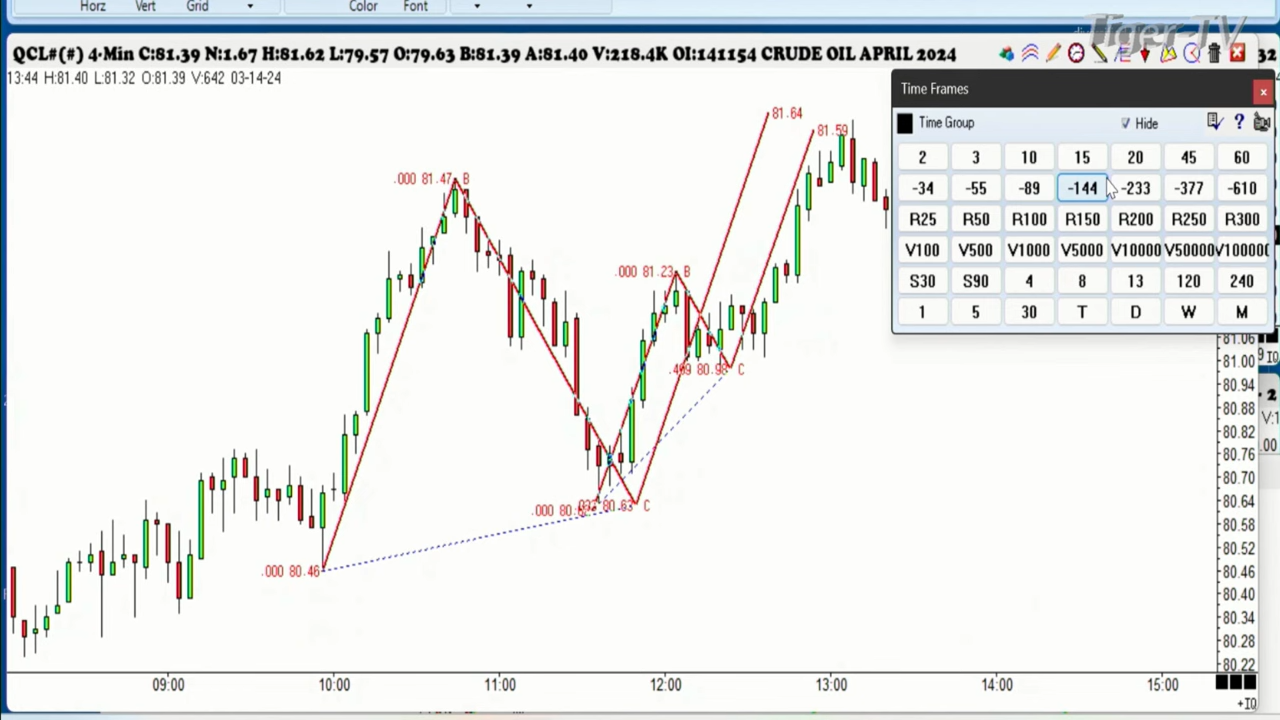 Horz Vert Grid Color Font
Tiger-TV
QCL#(#) 4-Min C:81.39 N:1.67 H:81.62 L:79.57 O:79.63 B:81.39 A:81.40 V:218.4K OI:141154 CRUDE OIL APRIL 2024
13:44 H:81.40 L:81.32 O:81.39 V:642 03-14-24
Time Frames
Time Group Hide
2 3 10 15 20 45 60
-34 -55 -89 -144 -233 -377 -610
R25 R50 R100 R150 R200 R250 R300
V100 V500 V1000 V5000 V10000 V50000 V100000
S30 S90 4 8 13 120 240
1 5 30 T D W M
81.64
81.59
.000 81.47 B
.000 81.23 B
80.98 C
80.63 C
.000 80.46
81.06
81.00
80.94
80.88
80.82
80.76
80.70
80.64
80.58
80.52
80.46
80.40
80.34
80.28
80.22
09:00 10:00 11:00 12:00 13:00 14:00 15:00